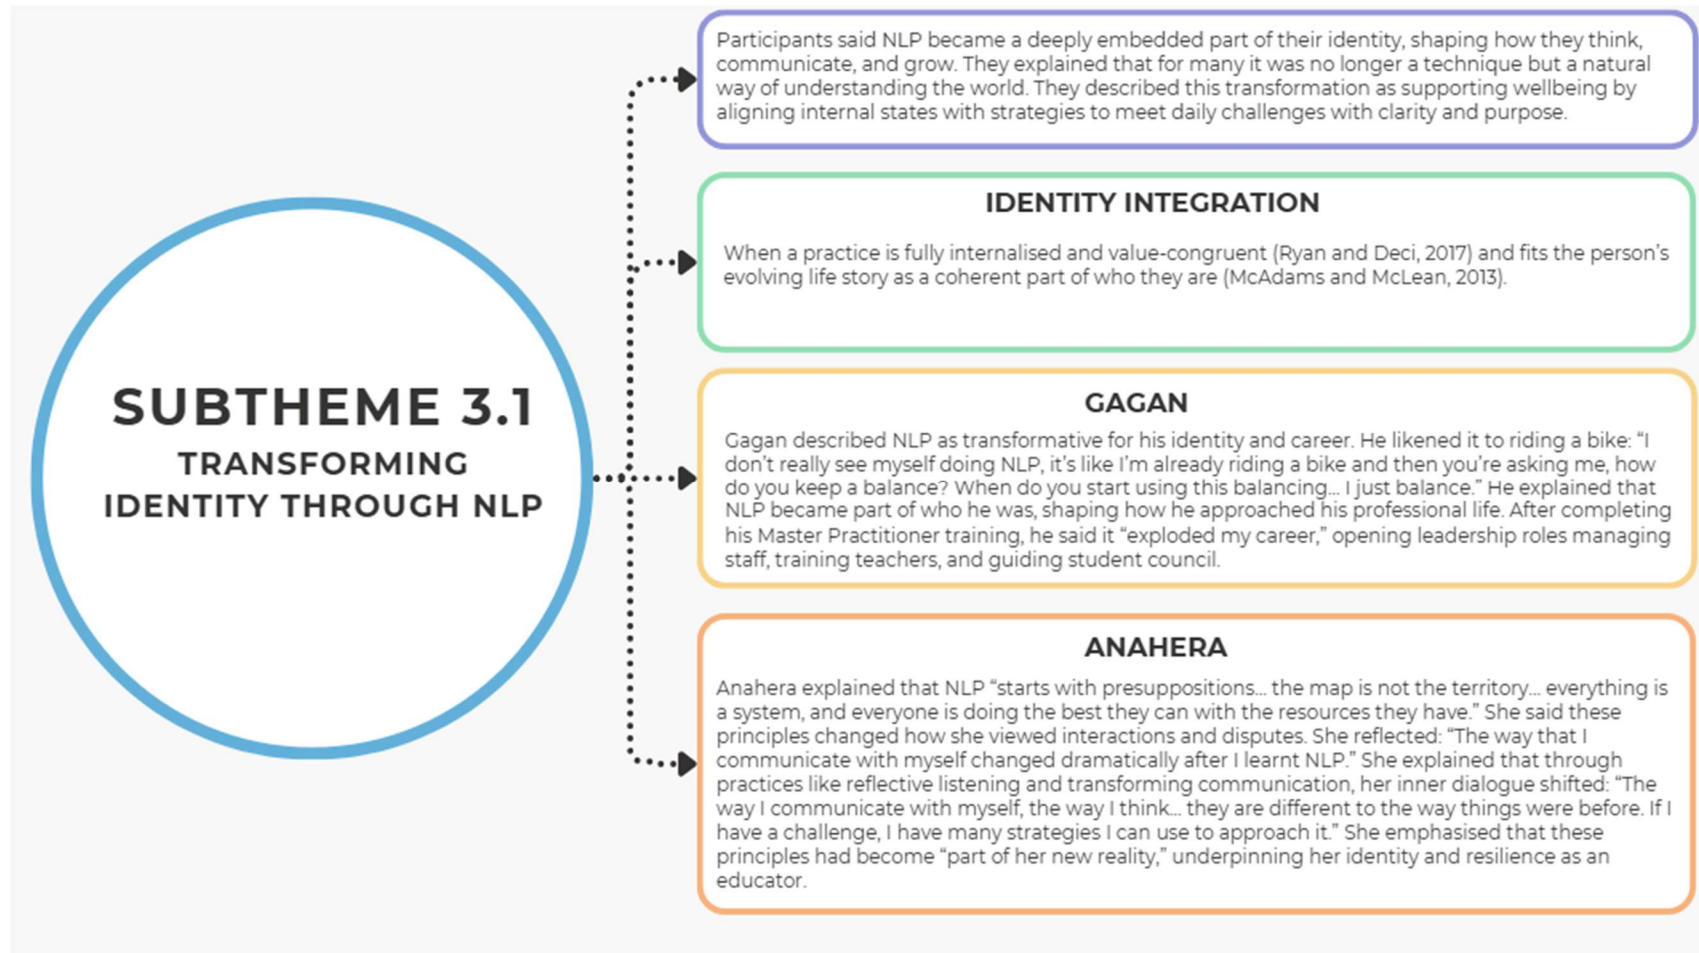 SUBTHEME 3.1
TRANSFORMING
IDENTITY THROUGH NLP
Participants said NLP became a deeply embedded part of their identity, shaping how they think,
communicate, and grow. They explained that for many it was no longer a technique but a natural
way of understanding the world. They described this transformation as supporting wellbeing by
aligning internal states with strategies to meet daily challenges with clarity and purpose.
IDENTITY INTEGRATION
When a practice is fully internalised and value-congruent (Ryan and Deci, 2017) and fits the person’s
evolving life story as a coherent part of who they are (McAdams and McLean, 2013).
GAGAN
Gagan described NLP as transformative for his identity and career. He likened it to riding a bike: “I
don’t really see myself doing NLP, it’s like I’m already riding a bike and then you’re asking me, how
do you keep a balance? When do you start using this balancing... I just balance.” He explained that
NLP became part of who he was, shaping how he approached his professional life. After completing
his Master Practitioner training, he said it “exploded my career,” opening leadership roles managing
staff, training teachers, and guiding student council.
ANAHERA
Anahera explained that NLP “starts with presuppositions... the map is not the territory... everything is
a system, and everyone is doing the best they can with the resources they have.” She said these
principles changed how she viewed interactions and disputes. She reflected: “The way that I
communicate with myself changed dramatically after I learnt NLP.” She explained that through
practices like reflective listening and transforming communication, her inner dialogue shifted: “The
way I communicate with myself, the way I think... they are different to the way things were before. If I
have a challenge, I have many strategies I can use to approach it.” She emphasised that these
principles had become “part of her new reality,” underpinning her identity and resilience as an
educator.